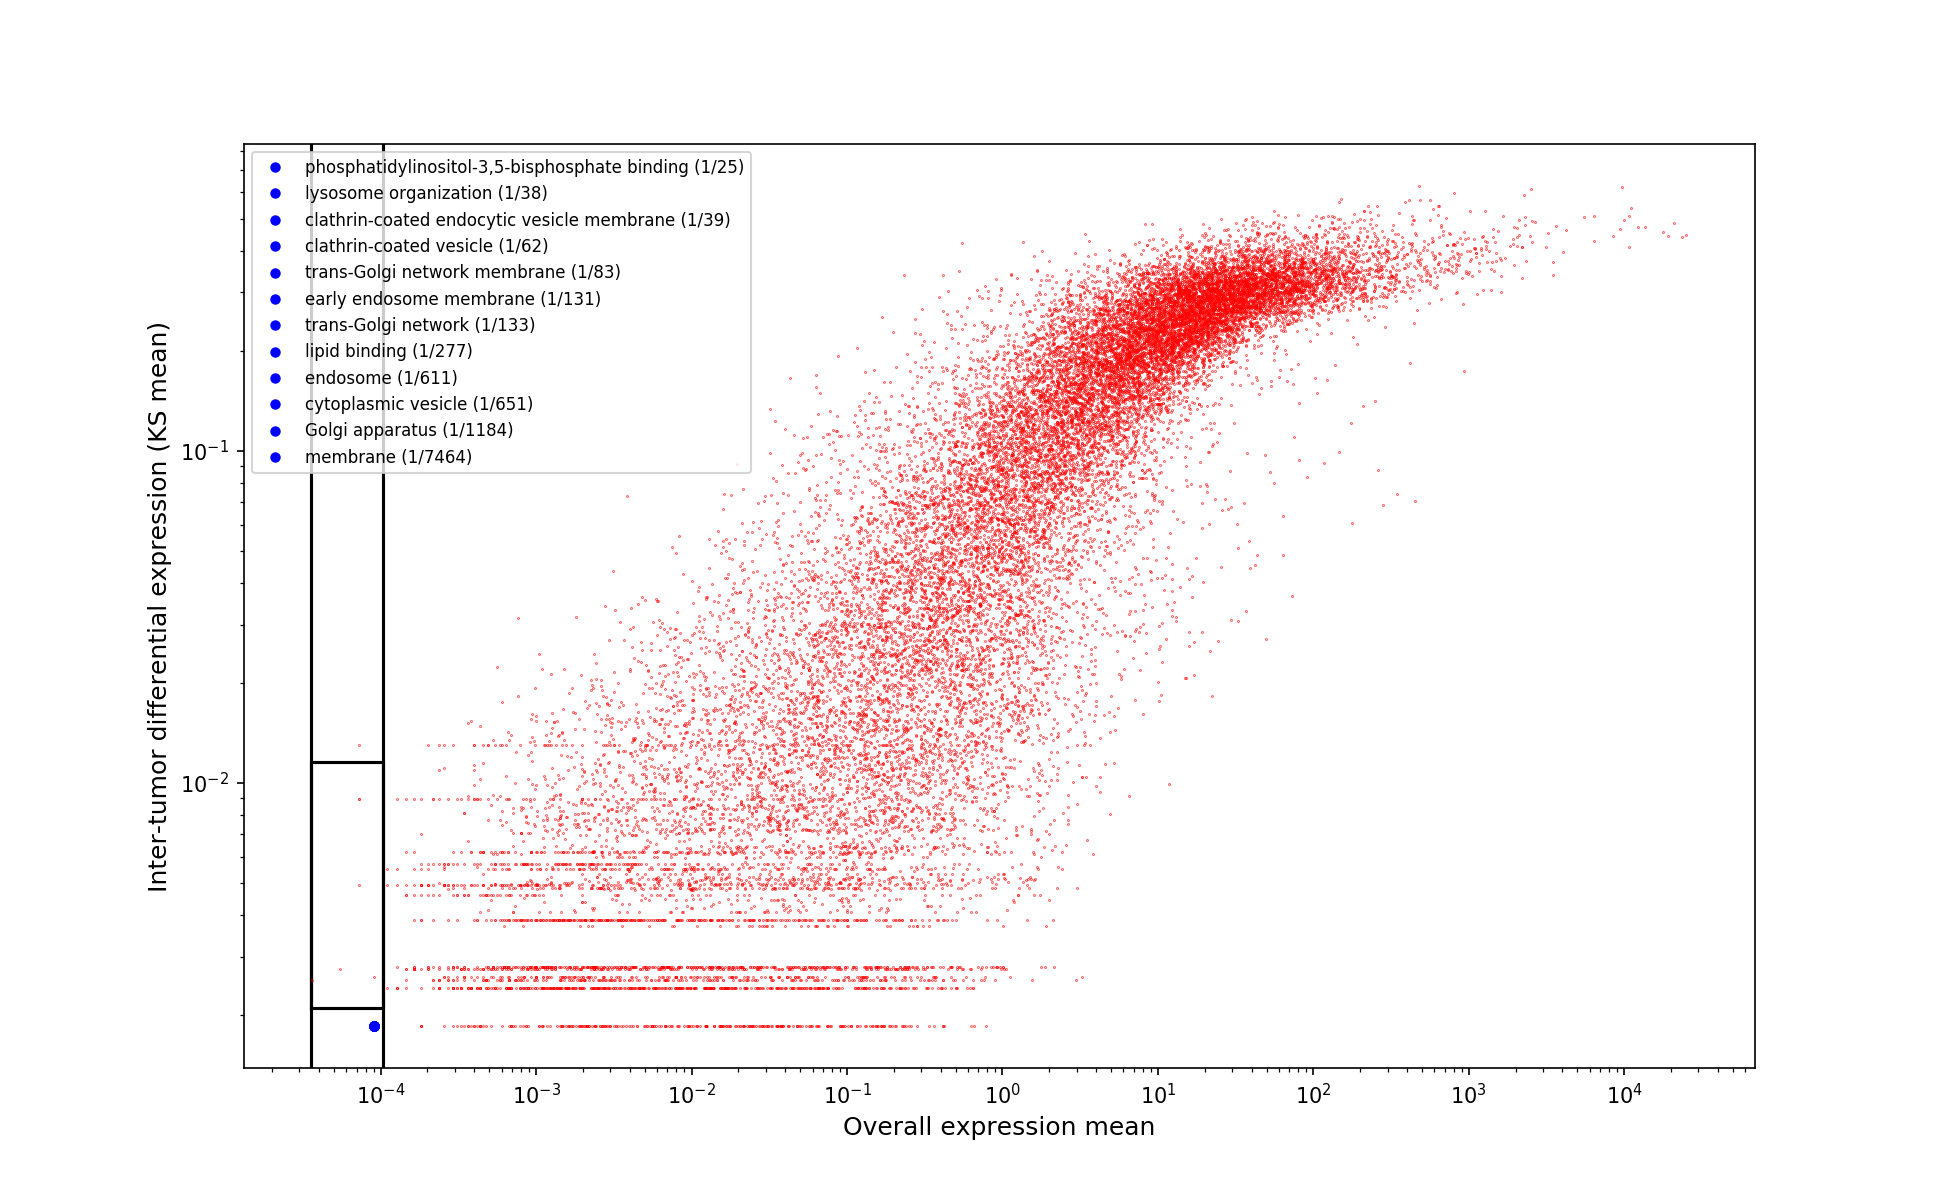 phosphatidylinositol-3,5-bisphosphate binding (1/25)
lysosome organization (1/38)
clathrin-coated endocytic vesicle membrane (1/39)
clathrin-coated vesicle (1/62)
trans-Golgi network membrane (1/83)
early endosome membrane (1/131)
trans-Golgi network (1/133)
lipid binding (1/277)
endosome (1/611)
cytoplasmic vesicle (1/651)
Golgi apparatus (1/1184)
membrane (1/7464)
Inter-tumor differential expression (KS mean)
10⁻¹
10⁻²
10⁻⁴ 10⁻³ 10⁻² 10⁻¹ 10⁰ 10¹ 10² 10³ 10⁴
Overall expression mean